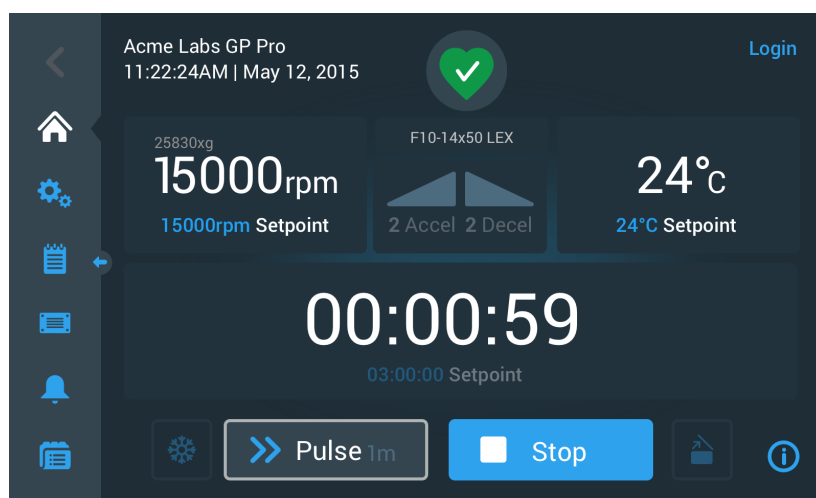 Acme Labs GP Pro
11:22:24AM | May 12, 2015
Login
25830xg
15000rpm
15000rpm Setpoint
F10-14x50 LEX
2 Accel 2 Decel
24°C
24°C Setpoint
00:00:59
03:00:00 Setpoint
Pulse 1m
Stop